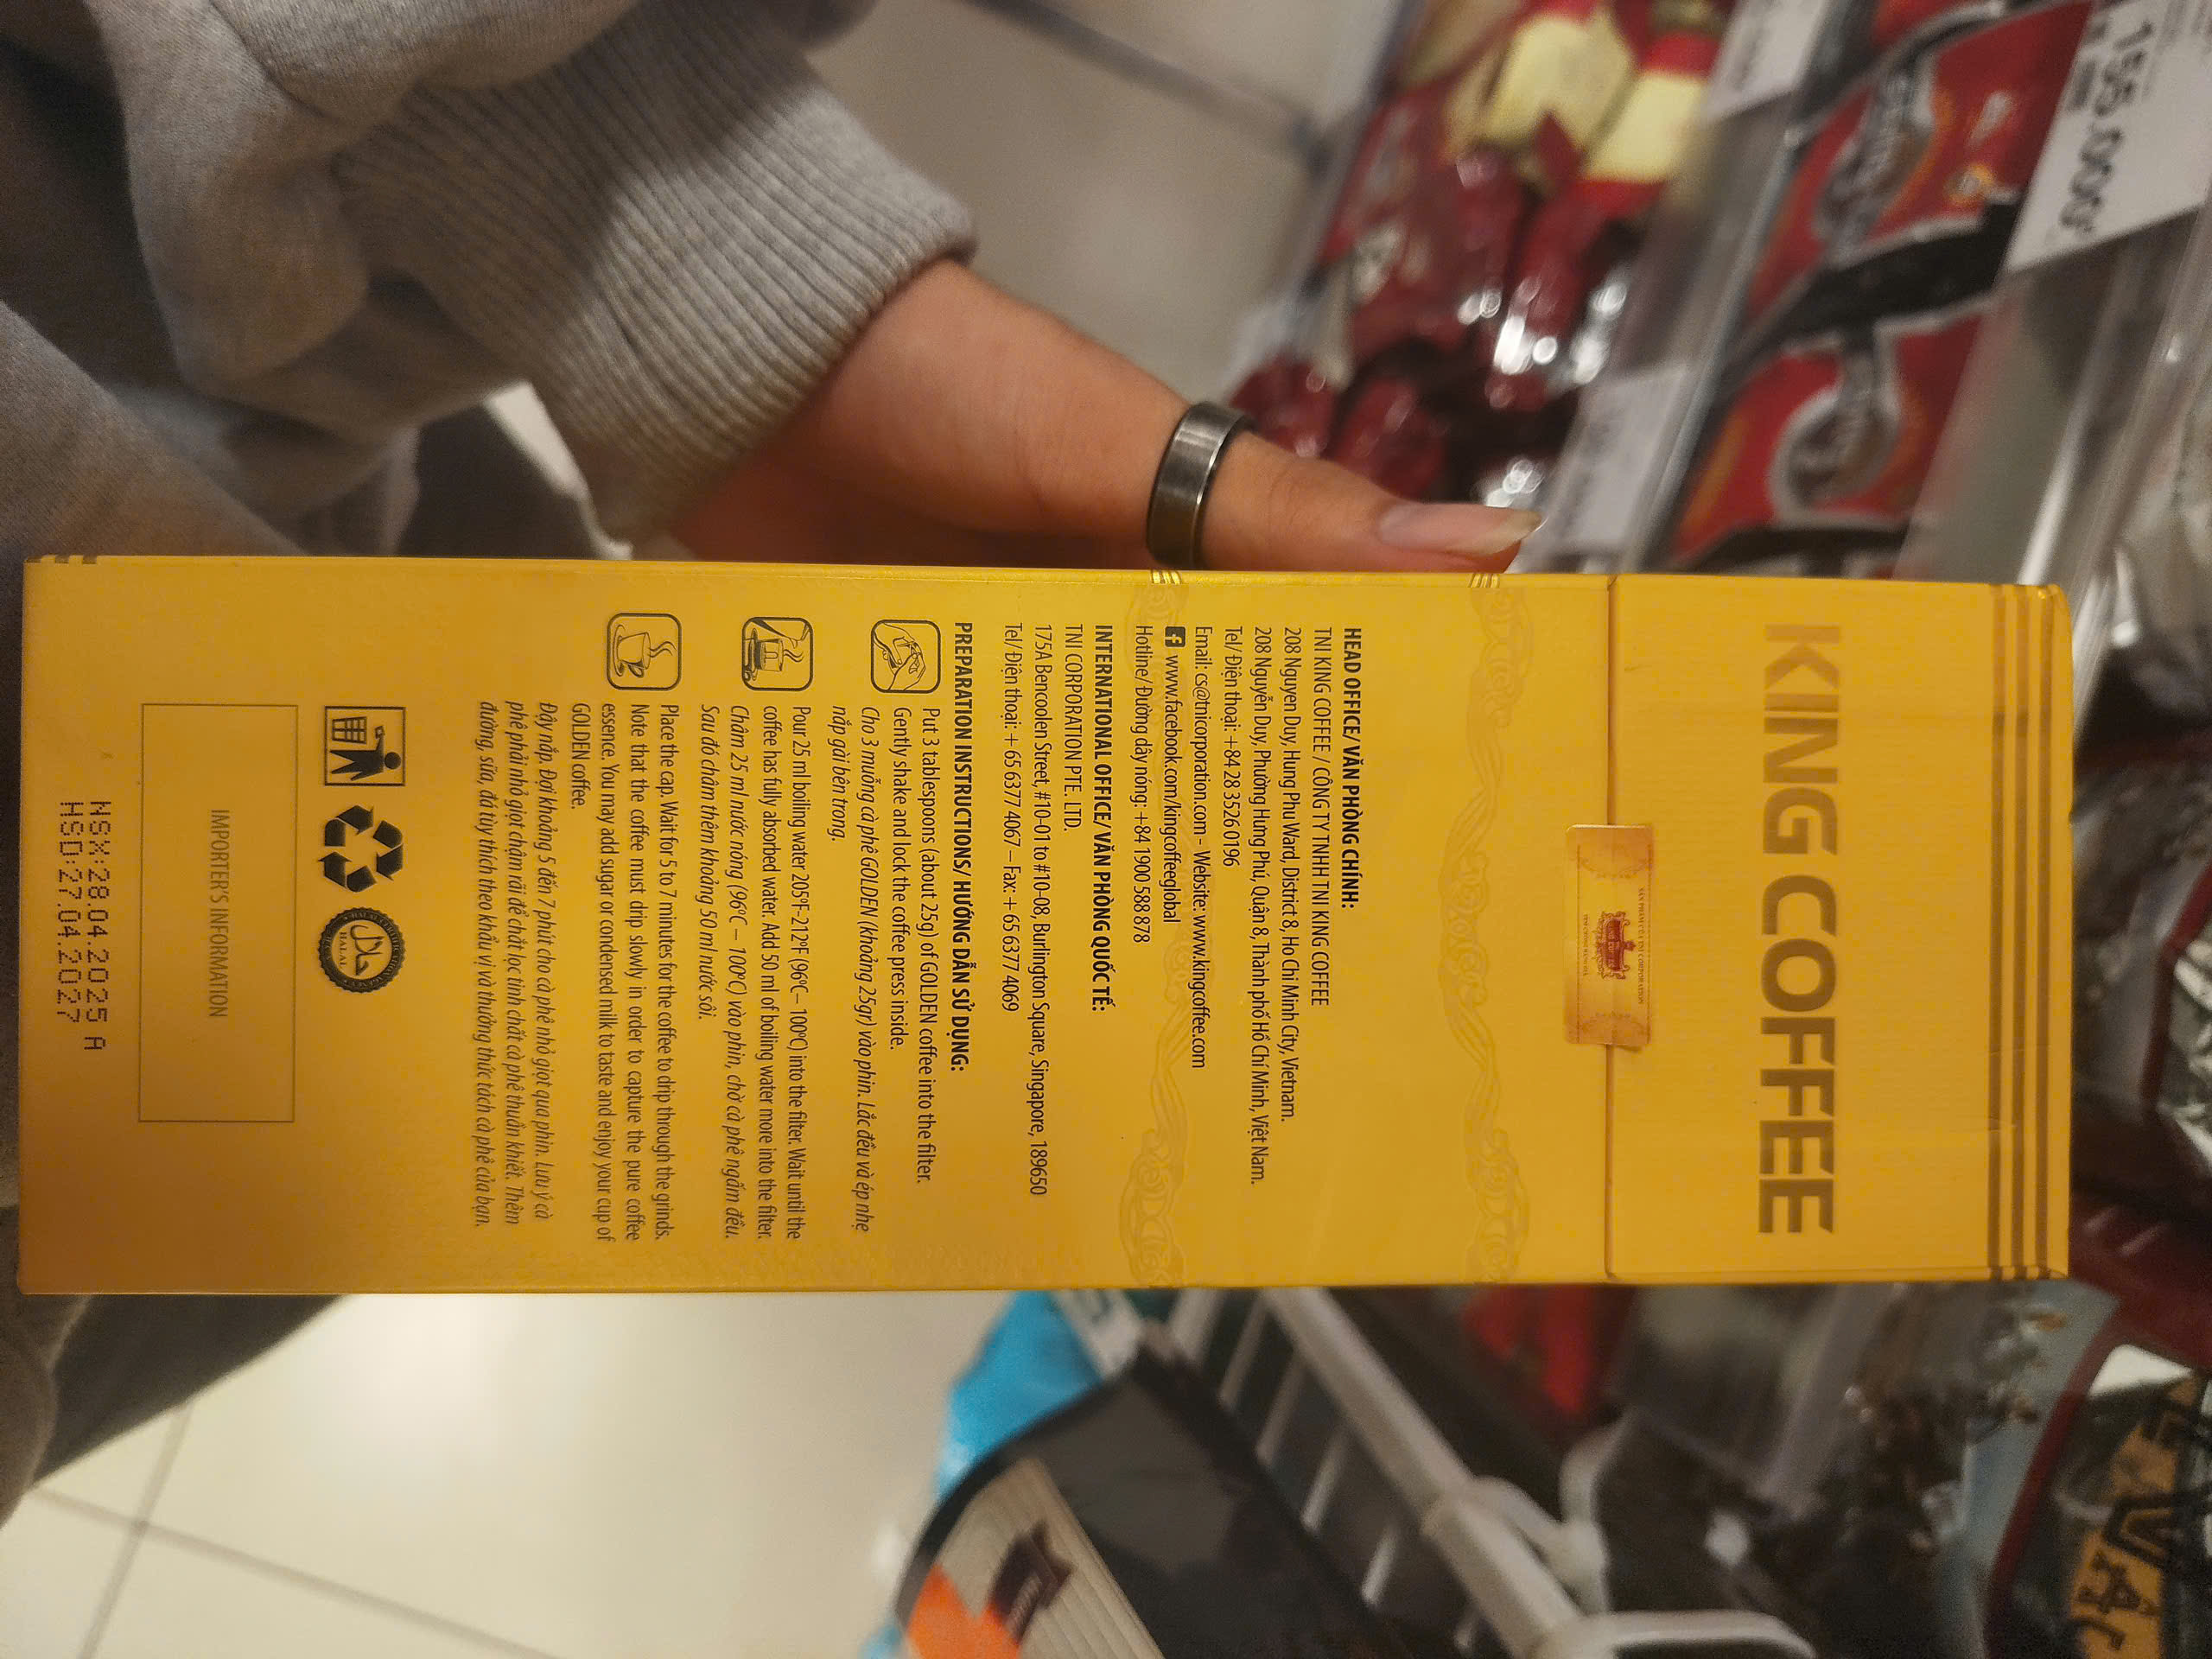 KING COFFEE
HEAD OFFICE/ VĂN PHÒNG CHÍNH:
TNI KING COFFEE / CÔNG TY TNHH TNI KING COFFEE
208 Nguyen Duy, Hung Phu Ward, District 8, Ho Chi Minh City, Vietnam.
208 Nguyễn Duy, Phường Hưng Phú, Quận 8, Thành phố Hồ Chí Minh, Việt Nam.
Tel/ Điện thoại: +84 28 3526 0196
Email: cs@tnicorporation.com – Website: www.kingcoffee.com
www.facebook.com/kingcoffeeglobal
Hotline/ Đường dây nóng: +84 1900 588 878
INTERNATIONAL OFFICE/ VĂN PHÒNG QUỐC TẾ:
TNI CORPORATION PTE. LTD.
175A Bencoolen Street, #10-01 to #10-08, Burlington Square, Singapore, 189650
Tel/ Điện thoại: + 65 6377 4067 – Fax: + 65 6377 4069
PREPARATION INSTRUCTIONS/ HƯỚNG DẪN SỬ DỤNG:
Put 3 tablespoons (about 25g) of GOLDEN coffee into the filter.
Gently shake and lock the coffee press inside.
Cho 3 muỗng cà phê GOLDEN (khoảng 25gr) vào phin. Lắc đều và ép nhẹ
nắp gài bên trong.
Pour 25 ml boiling water 205ºF-212ºF (96ºC– 100ºC) into the filter. Wait until the
coffee has fully absorbed water. Add 50 ml of boiling water more into the filter.
Châm 25 ml nước nóng (96ºC – 100ºC) vào phin, chờ cà phê ngấm đều.
Sau đó châm thêm khoảng 50 ml nước sôi.
Place the cap. Wait for 5 to 7 minutes for the coffee to drip through the grinds.
Note that the coffee must drip slowly in order to capture the pure coffee
essence. You may add sugar or condensed milk to taste and enjoy your cup of
GOLDEN coffee.
Đậy nắp. Đợi khoảng 5 đến 7 phút cho cà phê nhỏ giọt qua phin. Lưu ý cà
phê phải nhỏ giọt chậm rãi để chắt lọc tinh chất cà phê thuần khiết. Thêm
đường, sữa, đá tùy thích theo khẩu vị và thưởng thức tách cà phê của bạn.
HALAL
IMPORTER'S INFORMATION
NSX:28.04.2025 A
HSD:27.04.2027
155.000